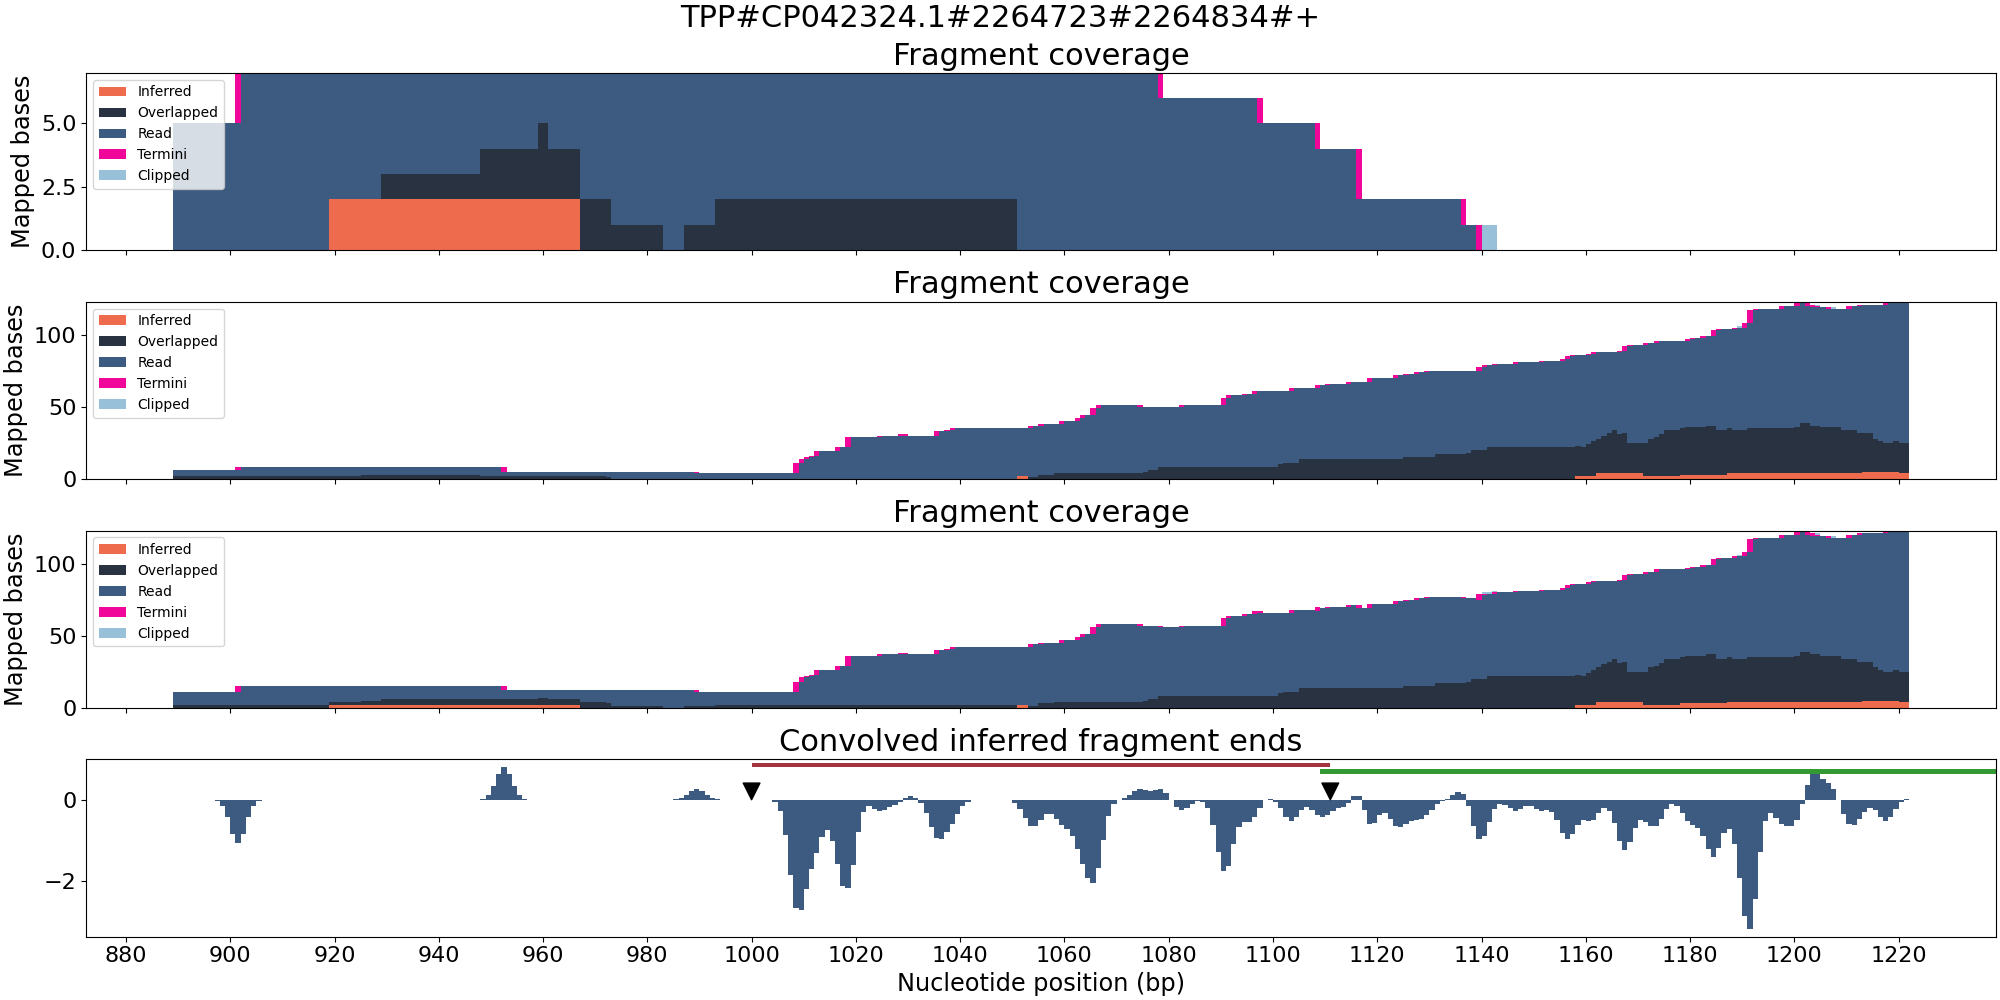 TPP#CP042324.1#2264723#2264834#+
Fragment coverage
Mapped bases
5.0
2.5
0.0
Inferred
Overlapped
Read
Termini
Clipped
Fragment coverage
Mapped bases
100
50
0
Inferred
Overlapped
Read
Termini
Clipped
Fragment coverage
Mapped bases
100
50
0
Inferred
Overlapped
Read
Termini
Clipped
Convolved inferred fragment ends
0
−2
880 900 920 940 960 980 1000 1020 1040 1060 1080 1100 1120 1140 1160 1180 1200 1220
Nucleotide position (bp)